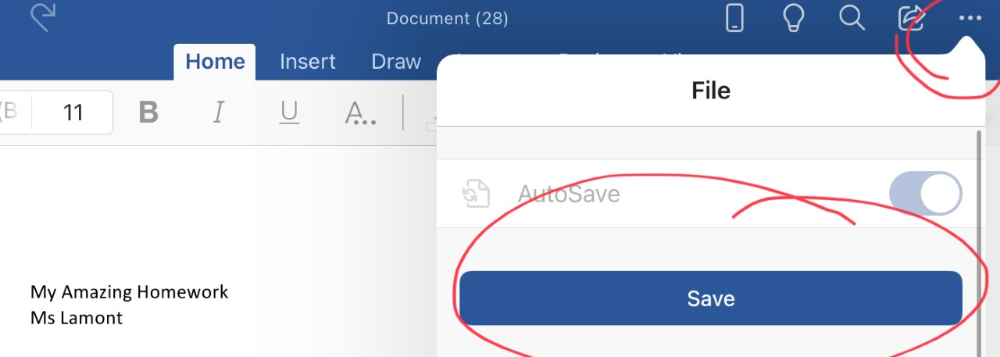 Document (28)
Home Insert Draw
11 B I U A...
File
AutoSave
Save
My Amazing Homework
Ms Lamont